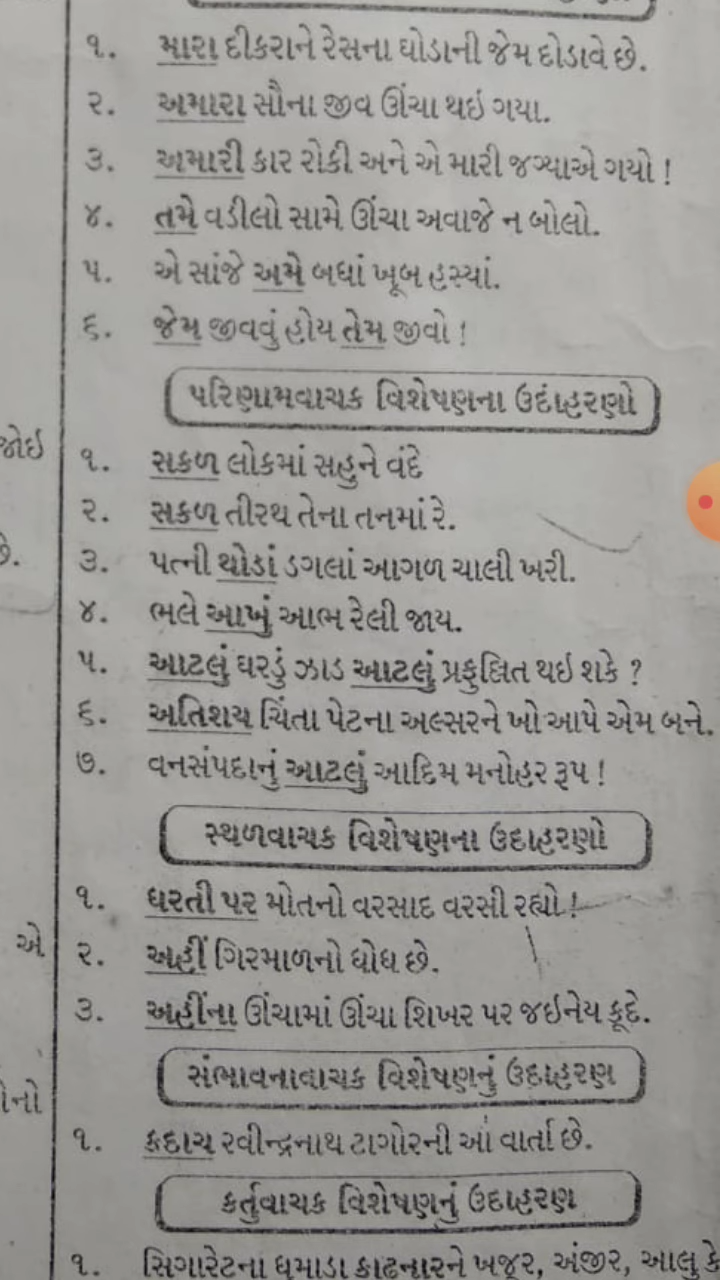 ૧. મારા દીકરાને રેસના ઘોડાની જેમ દોડાવે છે.
૨. અમારા સૌના જીવ ઊંચા થઇ ગયા.
૩. અમારી કાર રોકી અને એ મારી જગ્યાએ ગયો !
૪. તમે વડીલો સામે ઊંચા અવાજે ન બોલો.
૫. એ સાંજે અમે બધાં ખૂબ હસ્યાં.
૬. જેમ જીવવું હોય તેમ જીવો !
પરિણામવાચક વિશેષણના ઉદાહરણો
જોઇ
૧. સકળ લોકમાં સહુને વંદે
૨. સકળ તીરથ તેના તનમાં રે.
છે.
૩. પત્ની થોડાં ડગલાં આગળ ચાલી ખરી.
૪. ભલે આખું આભ રેલી જાય.
૫. આટલું ઘરડું ઝાડ આટલું પ્રફુલ્લિત થઇ શકે ?
૬. અતિશય ચિંતા પેટના અલ્સરને ખો આપે એમ બને.
૭. વનસંપદાનું આટલું આદિમ મનોહર રૂપ !
સ્થળવાચક વિશેષણના ઉદાહરણો
૧. ધરતી પર મોતનો વરસાદ વરસી રહ્યો !
એ
૨. અહીં ગિરમાળનો ધોધ છે.
૩. અહીંના ઊંચામાં ઊંચા શિખર પર જઇનેય કૂદે.
સંભાવનાવાચક વિશેષણનું ઉદાહરણ
૧. કદાચ રવીન્દ્રનાથ ટાગોરની આ વાર્તા છે.
કર્તુવાચક વિશેષણનું ઉદાહરણ
૧. સિગારેટના ધુમાડા કાઢનારને ખજૂર, અંજીર, આલુ કે